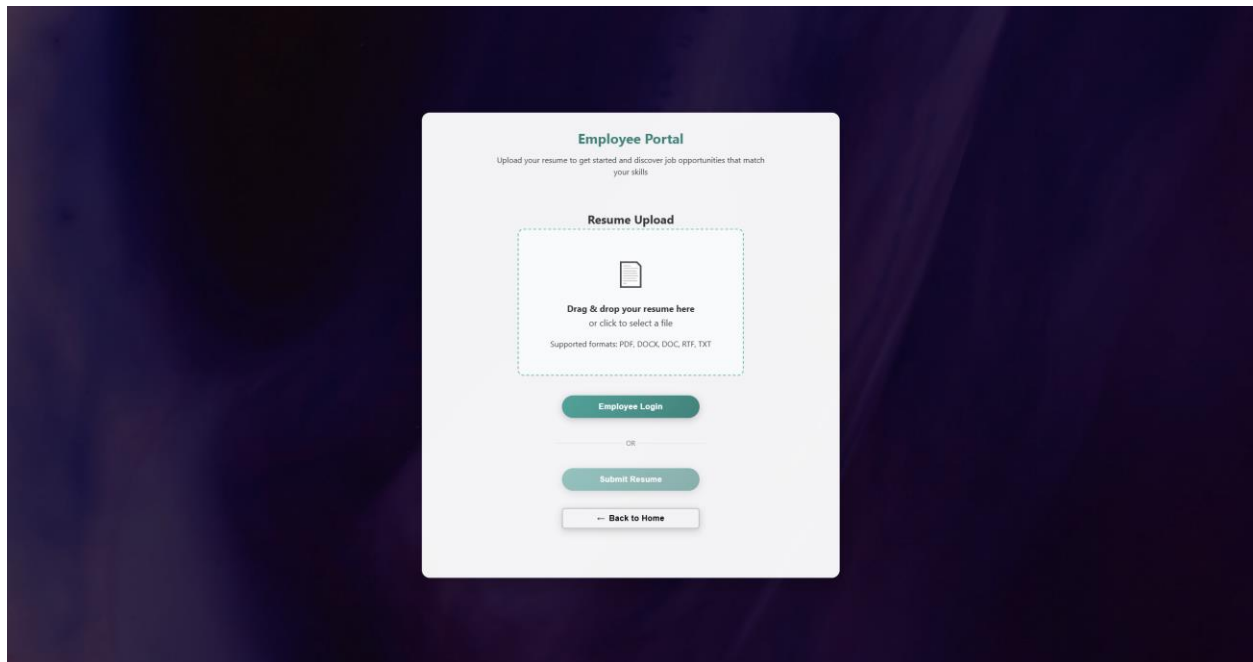 Employee Portal
Upload your resume to get started and discover job opportunities that match
your skills
Resume Upload
Drag & drop your resume here
or click to select a file
Supported formats: PDF, DOCX, DOC, RTF, TXT
Employee Login
OR
Submit Resume
← Back to Home